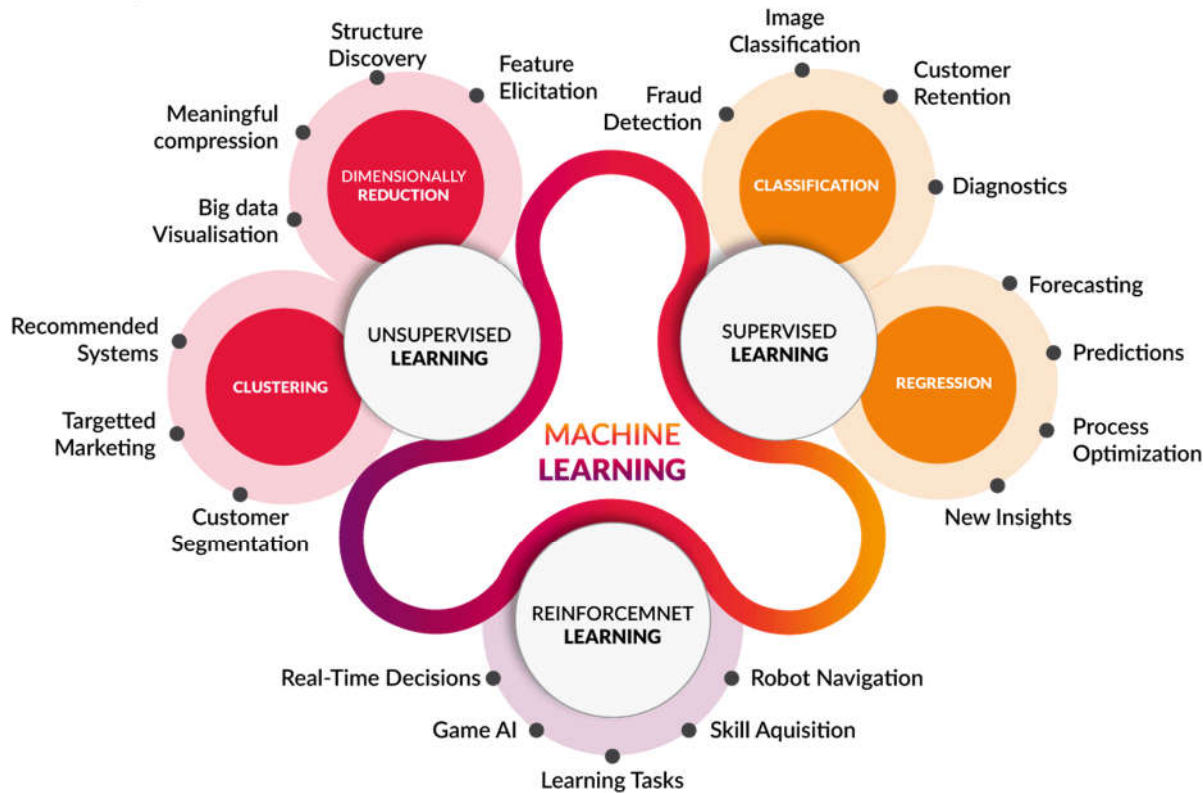 Structure
Discovery
Feature
Elicitation
Meaningful
compression
DIMENSIONALLY
REDUCTION
Big data
Visualisation
Recommended
Systems
CLUSTERING
Targetted
Marketing
Customer
Segmentation
UNSUPERVISED
LEARNING
Image
Classification
Customer
Retention
Fraud
Detection
CLASSIFICATION
Diagnostics
SUPERVISED
LEARNING
Forecasting
Predictions
REGRESSION
Process
Optimization
New Insights
MACHINE
LEARNING
REINFORCEMNET
LEARNING
Real-Time Decisions
Robot Navigation
Game AI
Skill Aquisition
Learning Tasks